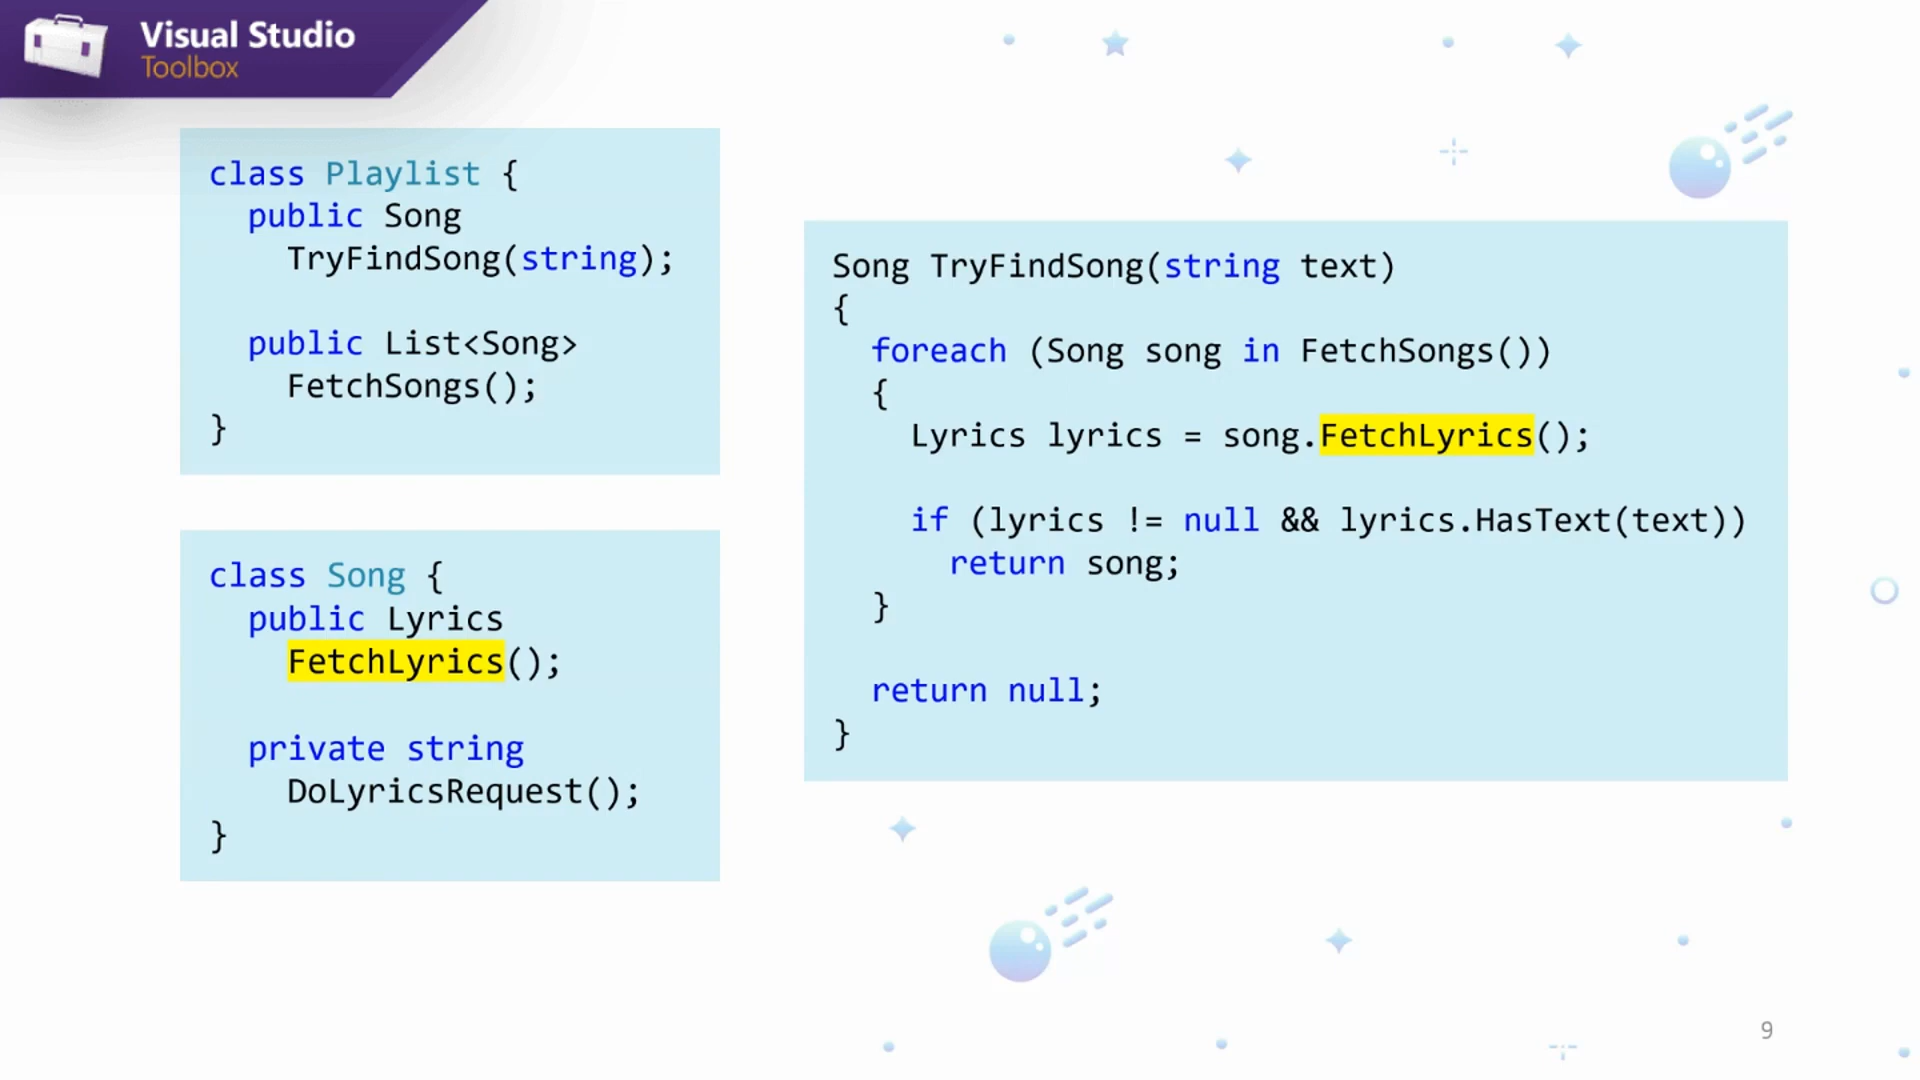 Visual Studio
Toolbox
class Playlist {
public Song
TryFindSong(string);
public List<Song>
FetchSongs();
}
class Song {
public Lyrics
FetchLyrics();
private string
DoLyricsRequest();
}
Song TryFindSong(string text)
{
foreach (Song song in FetchSongs())
{
Lyrics lyrics = song.FetchLyrics();
if (lyrics != null && lyrics.HasText(text))
return song;
}
return null;
}
9